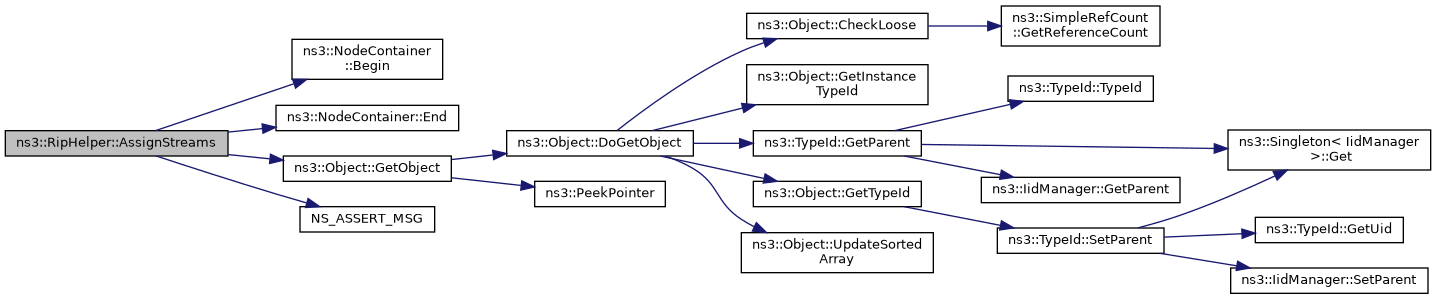 ns3::RipHelper::AssignStreams
ns3::NodeContainer
::Begin
ns3::NodeContainer::End
ns3::Object::GetObject
NS_ASSERT_MSG
ns3::Object::DoGetObject
ns3::PeekPointer
ns3::Object::CheckLoose
ns3::Object::GetInstance
TypeId
ns3::TypeId::GetParent
ns3::Object::GetTypeId
ns3::Object::UpdateSorted
Array
ns3::SimpleRefCount
::GetReferenceCount
ns3::TypeId::TypeId
ns3::IidManager::GetParent
ns3::TypeId::SetParent
ns3::Singleton< IidManager
>::Get
ns3::TypeId::GetUid
ns3::IidManager::SetParent